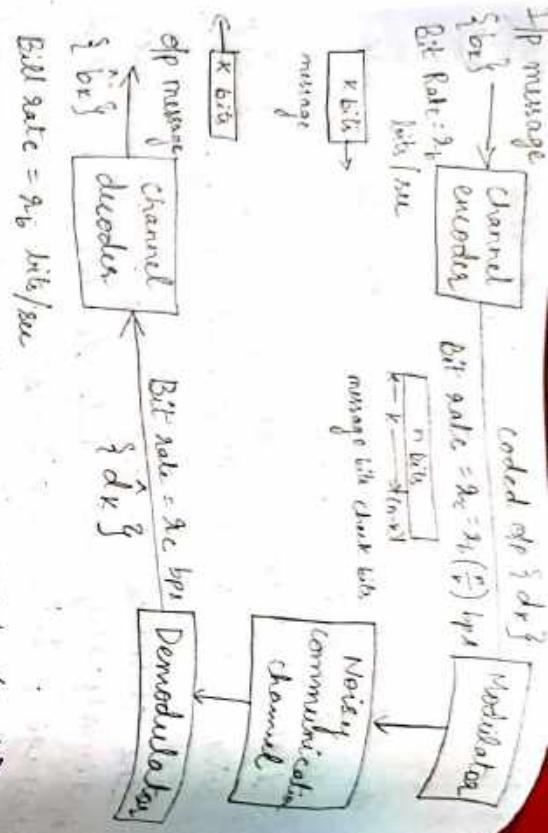 I/p message
{bk}
Bit Rate = rb
bits/sec
Channel
encoder
coded o/p {dk}
Bit rate = rc = rb(n/k) bps
Modulator
k bits
message
n bits
k (n-k)
message bits check bits
Noisy
communication
channel
k bits
o/p message
{b̂k}
channel
decoder
Bit rate = rc bps
{d̂k}
Demodulator
Bill rate = rb bits/sec